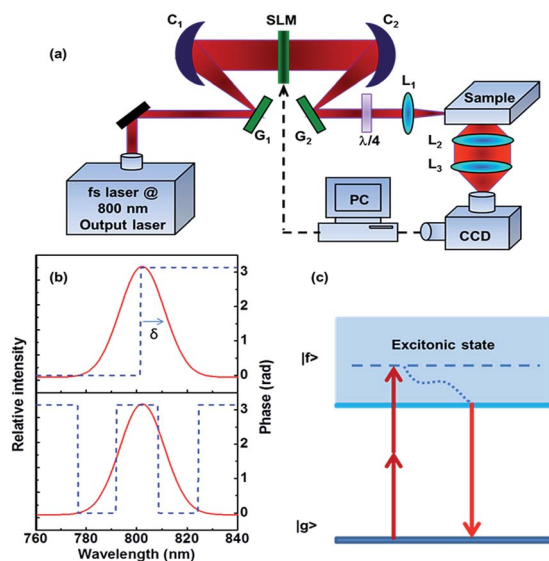 (a)
C1
SLM
C2
L1
Sample
G1
G2
λ/4
L2
L3
fs laser @
800 nm
Output laser
PC
CCD
(b)
Relative intensity
δ
3
2
1
0
3
2
1
0
Phase (rad)
760 780 800 820 840
Wavelength (nm)
(c)
Excitonic state
|f>
|g>